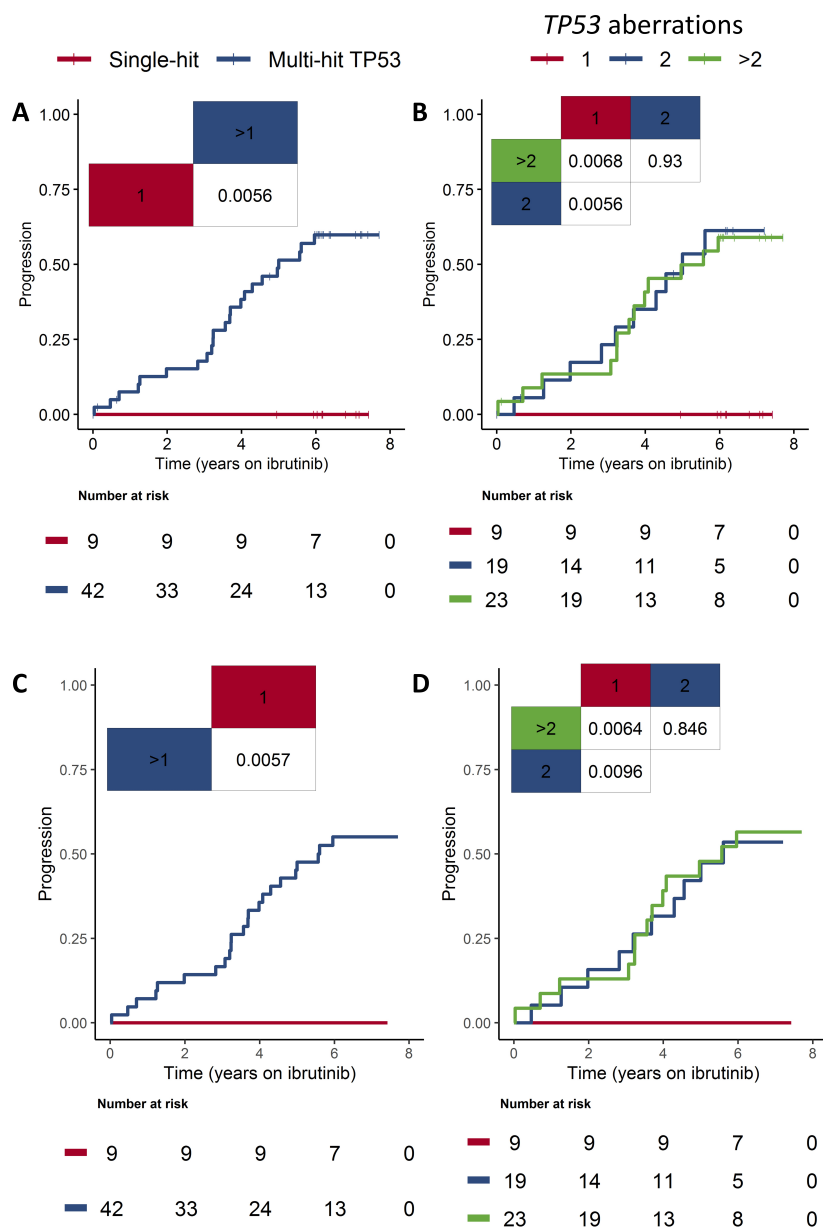 TP53 aberrations
Single-hit Multi-hit TP53
1 2 >2
A
>1
1 0.0056
1.00
0.75
0.50
0.25
0.00
Progression
0 2 4 6 8
Time (years on ibrutinib)
Number at risk
9 9 9 7 0
42 33 24 13 0
B
1 2
>2 0.0068 0.93
2 0.0056
1.00
0.75
0.50
0.25
0.00
Progression
0 2 4 6 8
Time (years on ibrutinib)
Number at risk
9 9 9 7 0
19 14 11 5 0
23 19 13 8 0
C
1
>1 0.0057
1.00
0.75
0.50
0.25
0.00
Progression
0 2 4 6 8
Time (years on ibrutinib)
Number at risk
9 9 9 7 0
42 33 24 13 0
D
1 2
>2 0.0064 0.846
2 0.0096
1.00
0.75
0.50
0.25
0.00
Progression
0 2 4 6 8
Time (years on ibrutinib)
Number at risk
9 9 9 7 0
19 14 11 5 0
23 19 13 8 0